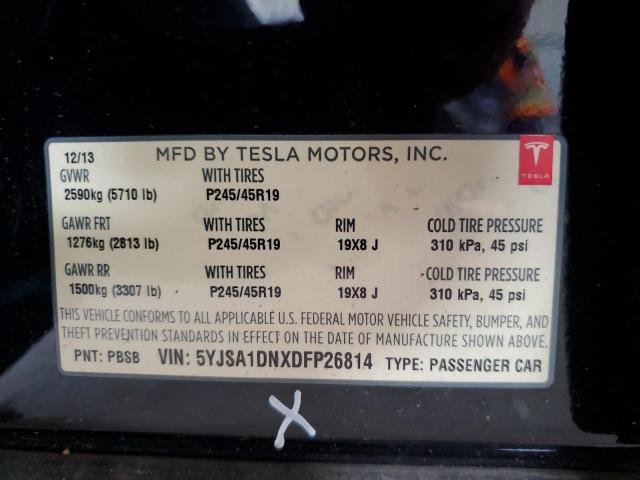 12/13 MFD BY TESLA MOTORS, INC.
TESLA
GVWR WITH TIRES
2590kg (5710 lb) P245/45R19
GAWR FRT WITH TIRES RIM COLD TIRE PRESSURE
1276kg (2813 lb) P245/45R19 19X8 J 310 kPa, 45 psi
GAWR RR WITH TIRES RIM COLD TIRE PRESSURE
1500kg (3307 lb) P245/45R19 19X8 J 310 kPa, 45 psi
THIS VEHICLE CONFORMS TO ALL APPLICABLE U.S. FEDERAL MOTOR VEHICLE SAFETY, BUMPER, AND
THEFT PREVENTION STANDARDS IN EFFECT ON THE DATE OF MANUFACTURE SHOWN ABOVE.
PNT: PBSB VIN: 5YJSA1DNXDFP26814 TYPE: PASSENGER CAR
X